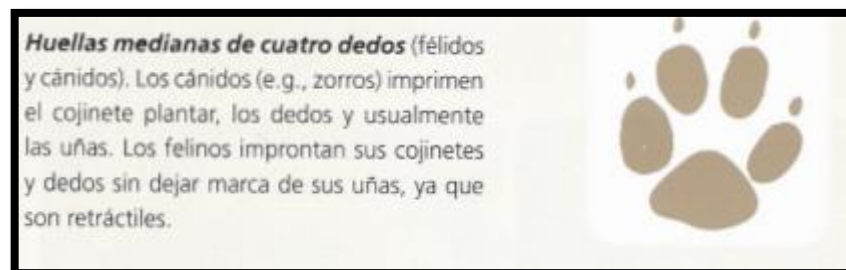 Huellas medianas de cuatro dedos (félidos
y cánidos). Los cánidos (e.g., zorros) imprimen
el cojinete plantar, los dedos y usualmente
las uñas. Los felinos improntan sus cojinetes
y dedos sin dejar marca de sus uñas, ya que
son retráctiles.